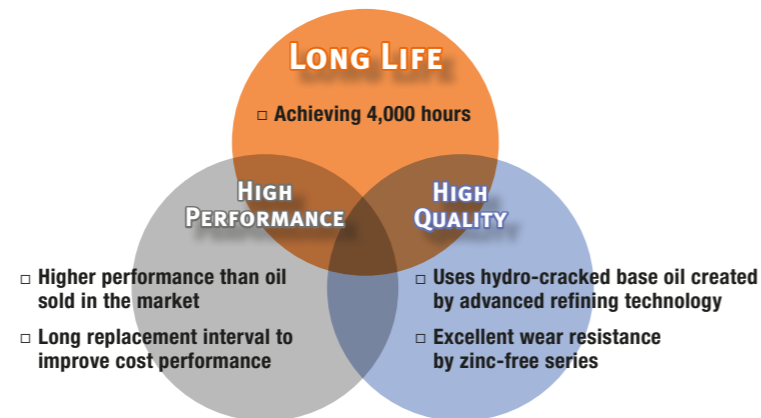 LONG LIFE
□ Achieving 4,000 hours
HIGH
PERFORMANCE
HIGH
QUALITY
□ Higher performance than oil
sold in the market
□ Long replacement interval to
improve cost performance
□ Uses hydro-cracked base oil created
by advanced refining technology
□ Excellent wear resistance
by zinc-free series